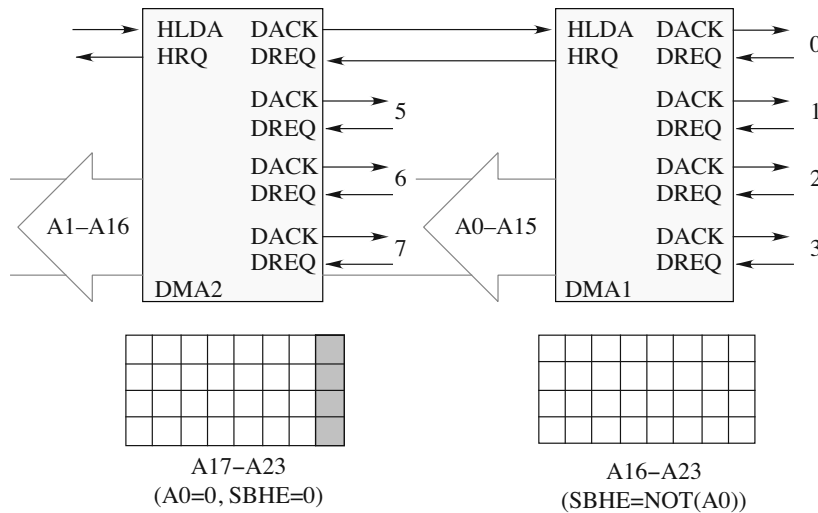 HLDA DACK HLDA DACK
HRQ DREQ HRQ DREQ 0
DACK DACK
DREQ 5 DREQ 1
DACK DACK
DREQ 6 DREQ 2
A1–A16 A0–A15
DACK DACK
DREQ 7 DREQ 3
DMA2 DMA1
A17–A23 A16–A23
(A0=0, SBHE=0) (SBHE=NOT(A0))